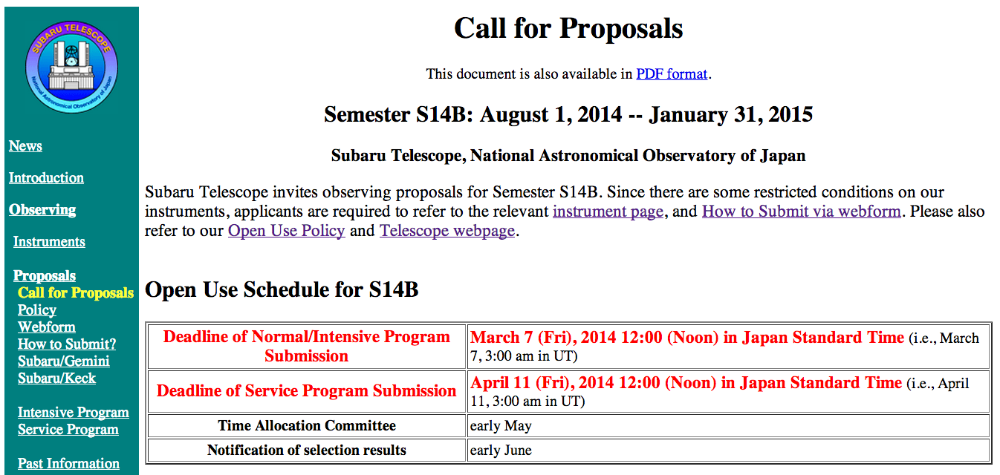 SUBARU TELESCOPE
National Astronomical Observatory of Japan
News
Introduction
Observing
Instruments
Proposals
Call for Proposals
Policy
Webform
How to Submit?
Subaru/Gemini
Subaru/Keck
Intensive Program
Service Program
Past Information
Call for Proposals
This document is also available in PDF format.
Semester S14B: August 1, 2014 -- January 31, 2015
Subaru Telescope, National Astronomical Observatory of Japan
Subaru Telescope invites observing proposals for Semester S14B. Since there are some restricted conditions on our
instruments, applicants are required to refer to the relevant instrument page, and How to Submit via webform. Please also
refer to our Open Use Policy and Telescope webpage.
Open Use Schedule for S14B
Deadline of Normal/Intensive Program
Submission
March 7 (Fri), 2014 12:00 (Noon) in Japan Standard Time (i.e., March
7, 3:00 am in UT)
Deadline of Service Program Submission
April 11 (Fri), 2014 12:00 (Noon) in Japan Standard Time (i.e., April
11, 3:00 am in UT)
Time Allocation Committee
early May
Notification of selection results
early June